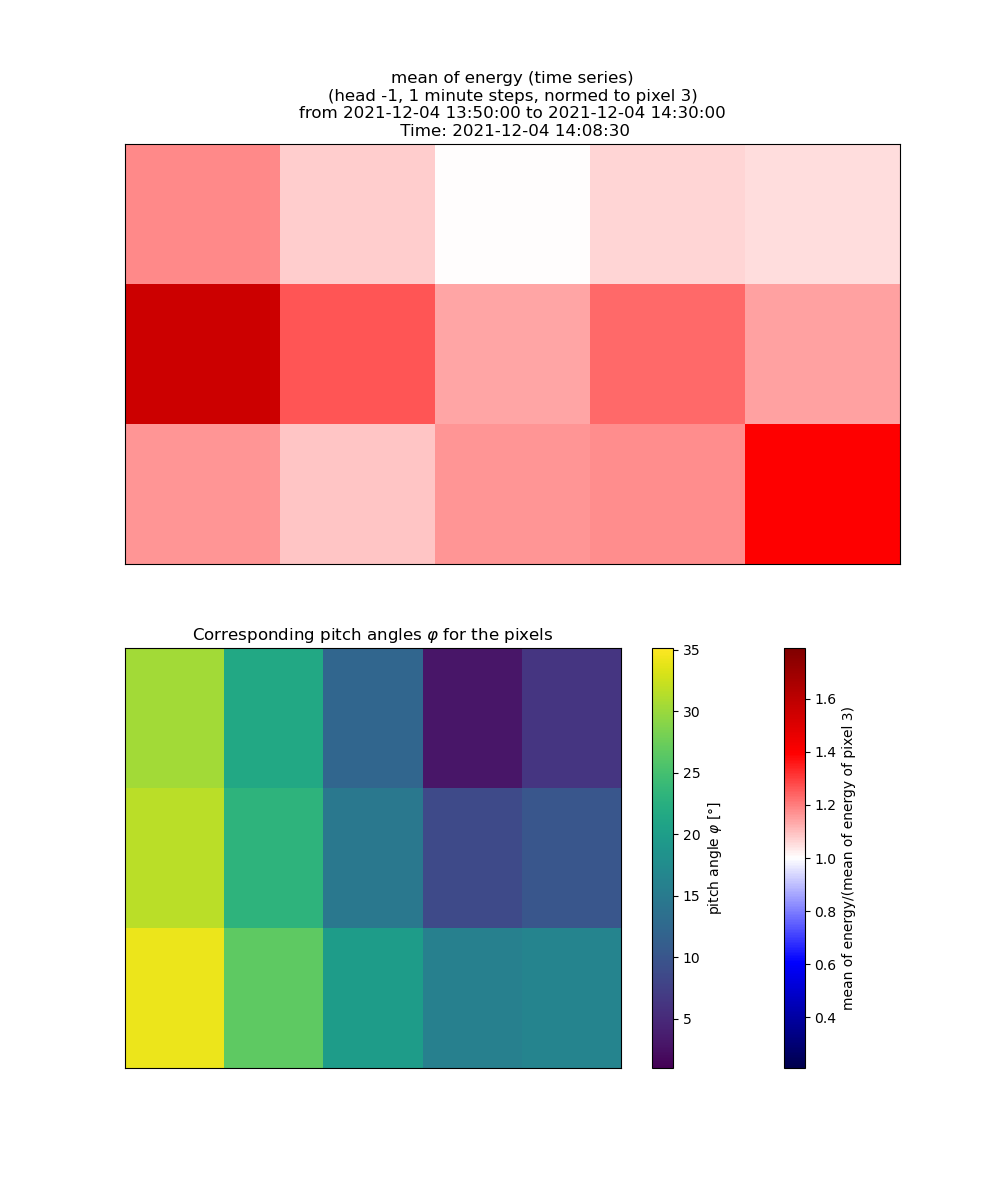 mean of energy (time series)
(head -1, 1 minute steps, normed to pixel 3)
from 2021-12-04 13:50:00 to 2021-12-04 14:30:00
Time: 2021-12-04 14:08:30
Corresponding pitch angles φ for the pixels
35
30
25
20
15
10
5
pitch angle φ [°]
1.6
1.4
1.2
1.0
0.8
0.6
0.4
mean of energy/(mean of energy of pixel 3)